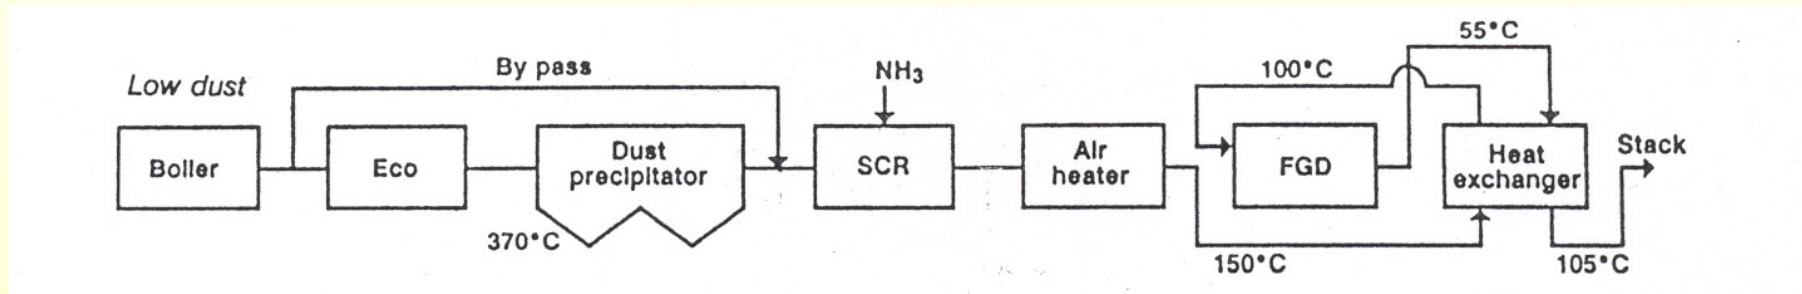 Low dust
By pass
NH3
100°C
55°C
Boiler
Eco
Dust
precipitator
SCR
Air
heater
FGD
Heat
exchanger
Stack
370°C
150°C
105°C